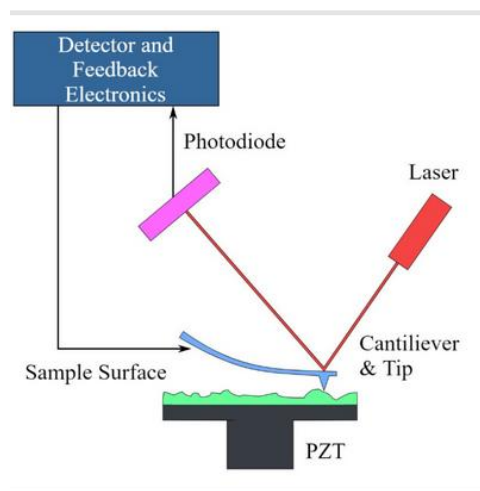 Detector and
Feedback
Electronics
Photodiode
Laser
Cantiliever
& Tip
Sample Surface
PZT